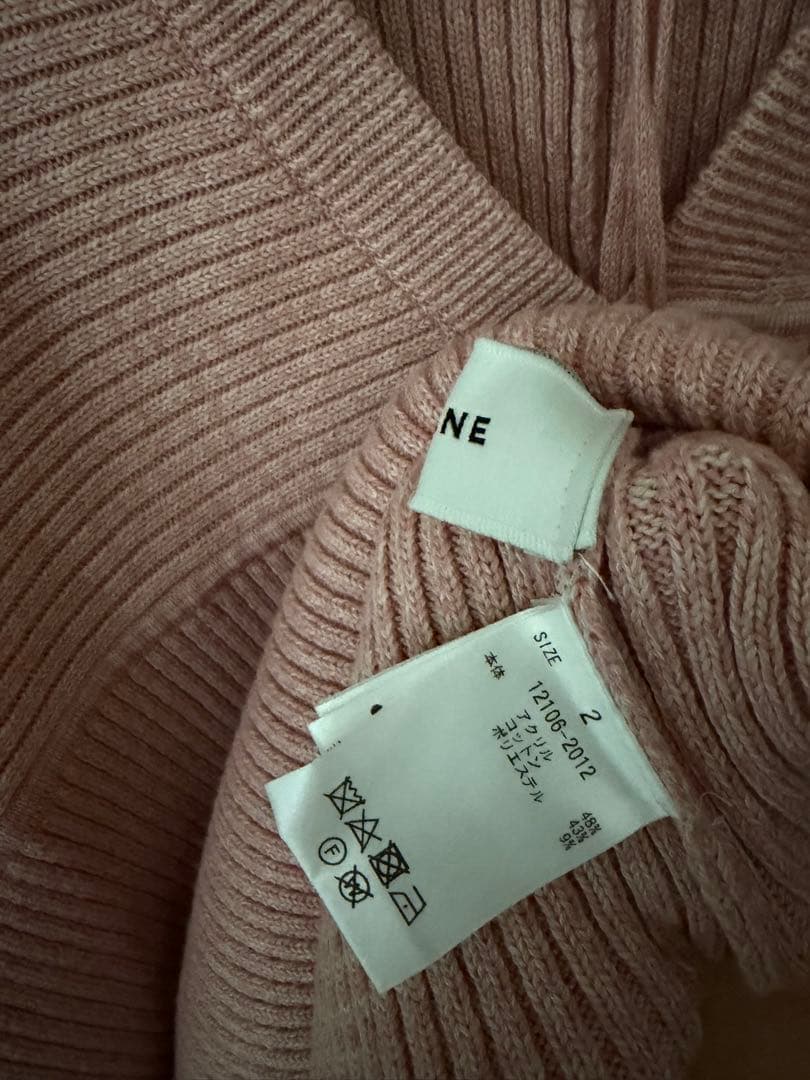 NE
SIZE 2
12106-2012
本体
アクリル 48%
コットン 43%
ポリエステル 9%
F
W